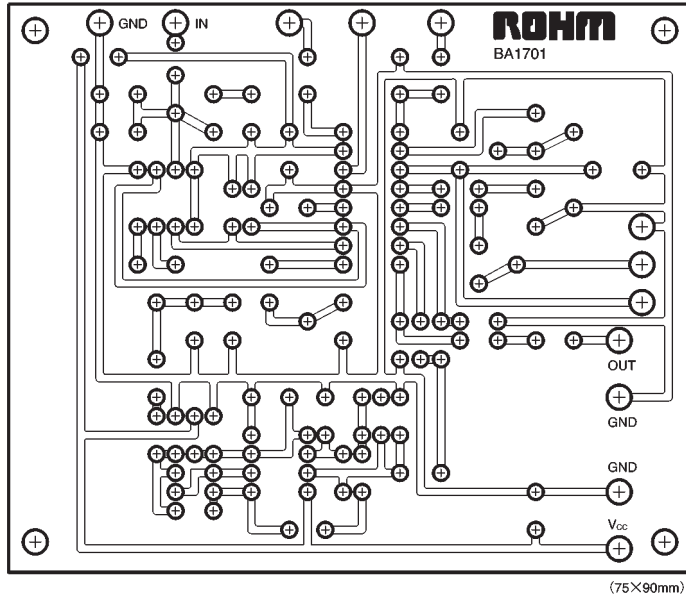 GND IN
ROHM
BA1701
OUT
GND
GND
Vcc
(75×90mm)